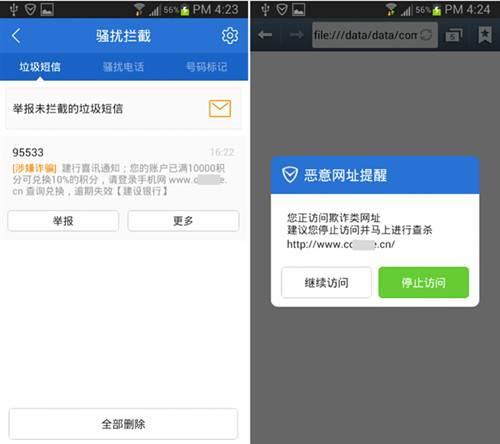 56% PM 4:23
骚扰拦截
垃圾短信 骚扰电话 号码标记
举报未拦截的垃圾短信
95533 16:22
[涉嫌诈骗] 建行喜讯通知；您的账户已满10000积
分可兑换10%的积分，请登录手机网 www.c e.
cn 查询兑换，逾期失效【建设银行】
举报 更多
全部删除
56% PM 4:24
file:///data/data/com 5
恶意网址提醒
您正访问欺诈类网址
建议您停止访问并马上进行查杀
http://www.cc e.cn/
继续访问 停止访问